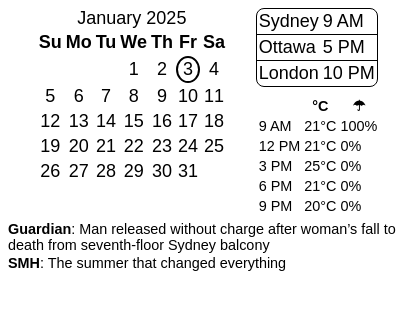 January 2025
Su Mo Tu We Th Fr Sa
1 2 3 4
5 6 7 8 9 10 11
12 13 14 15 16 17 18
19 20 21 22 23 24 25
26 27 28 29 30 31
Sydney 9 AM
Ottawa 5 PM
London 10 PM
°C ☂
9 AM 21°C 100%
12 PM 21°C 0%
3 PM 25°C 0%
6 PM 21°C 0%
9 PM 20°C 0%
Guardian: Man released without charge after woman’s fall to
death from seventh-floor Sydney balcony
SMH: The summer that changed everything